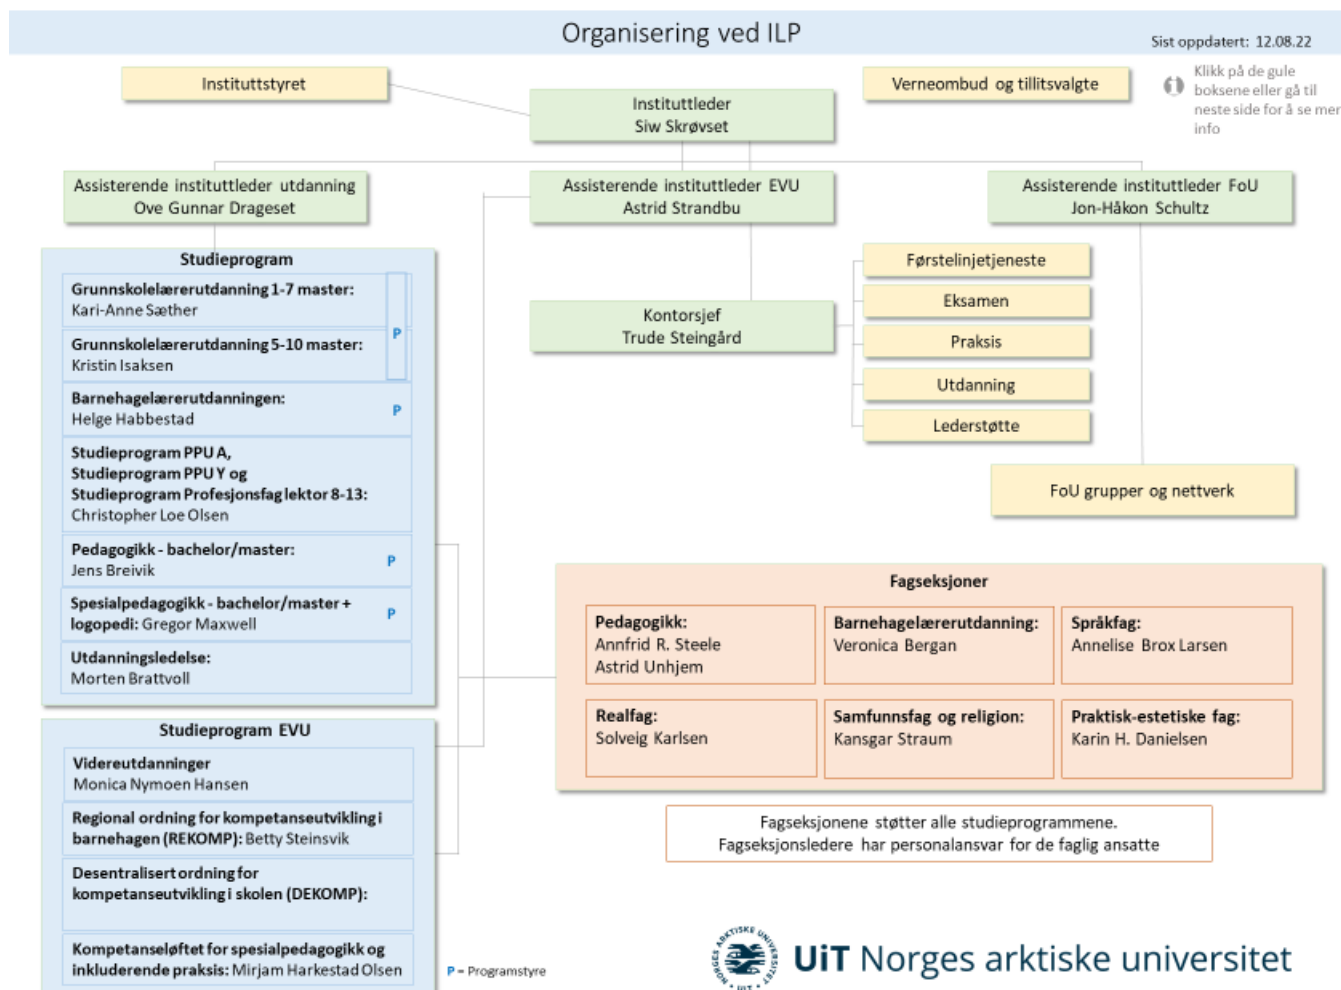 Organisering ved ILP
Sist oppdatert: 12.08.22
Instituttstyret
Verneombud og tillitsvalgte
Klikk på de gule
boksene eller gå til
neste side for å se mer
info
Instituttleder
Siw Skrøvset
Assisterende instituttleder utdanning
Ove Gunnar Drageset
Assisterende instituttleder EVU
Astrid Strandbu
Assisterende instituttleder FoU
Jon-Håkon Schultz
Studieprogram
Grunnskolelærerutdanning 1-7 master:
Kari-Anne Sæther
P
Grunnskolelærerutdanning 5-10 master:
Kristin Isaksen
Barnehagelærerutdanningen:
Helge Habbestad
P
Studieprogram PPU A,
Studieprogram PPU Y og
Studieprogram Profesjonsfag lektor 8-13:
Christopher Loe Olsen
Pedagogikk - bachelor/master:
Jens Breivik
P
Spesialpedagogikk - bachelor/master +
logopedi: Gregor Maxwell
P
Utdanningsledelse:
Morten Brattvoll
Kontorsjef
Trude Steingård
Førstelinjetjeneste
Eksamen
Praksis
Utdanning
Lederstøtte
FoU grupper og nettverk
Fagseksjoner
Pedagogikk:
Annfrid R. Steele
Astrid Unhjem
Barnehagelærerutdanning:
Veronica Bergan
Språkfag:
Annelise Brox Larsen
Realfag:
Solveig Karlsen
Samfunnsfag og religion:
Kansgar Straum
Praktisk-estetiske fag:
Karin H. Danielsen
Fagseksjonene støtter alle studieprogrammene.
Fagseksjonsledere har personalansvar for de faglig ansatte
Studieprogram EVU
Videreutdanninger
Monica Nymoen Hansen
Regional ordning for kompetanseutvikling i
barnehagen (REKOMP): Betty Steinsvik
Desentralisert ordning for
kompetanseutvikling i skolen (DEKOMP):
Kompetanseløftet for spesialpedagogikk og
inkluderende praksis: Mirjam Harkestad Olsen
P = Programstyre
NORGES ARKTISKE UNIVERSITET
UiT
UiT Norges arktiske universitet